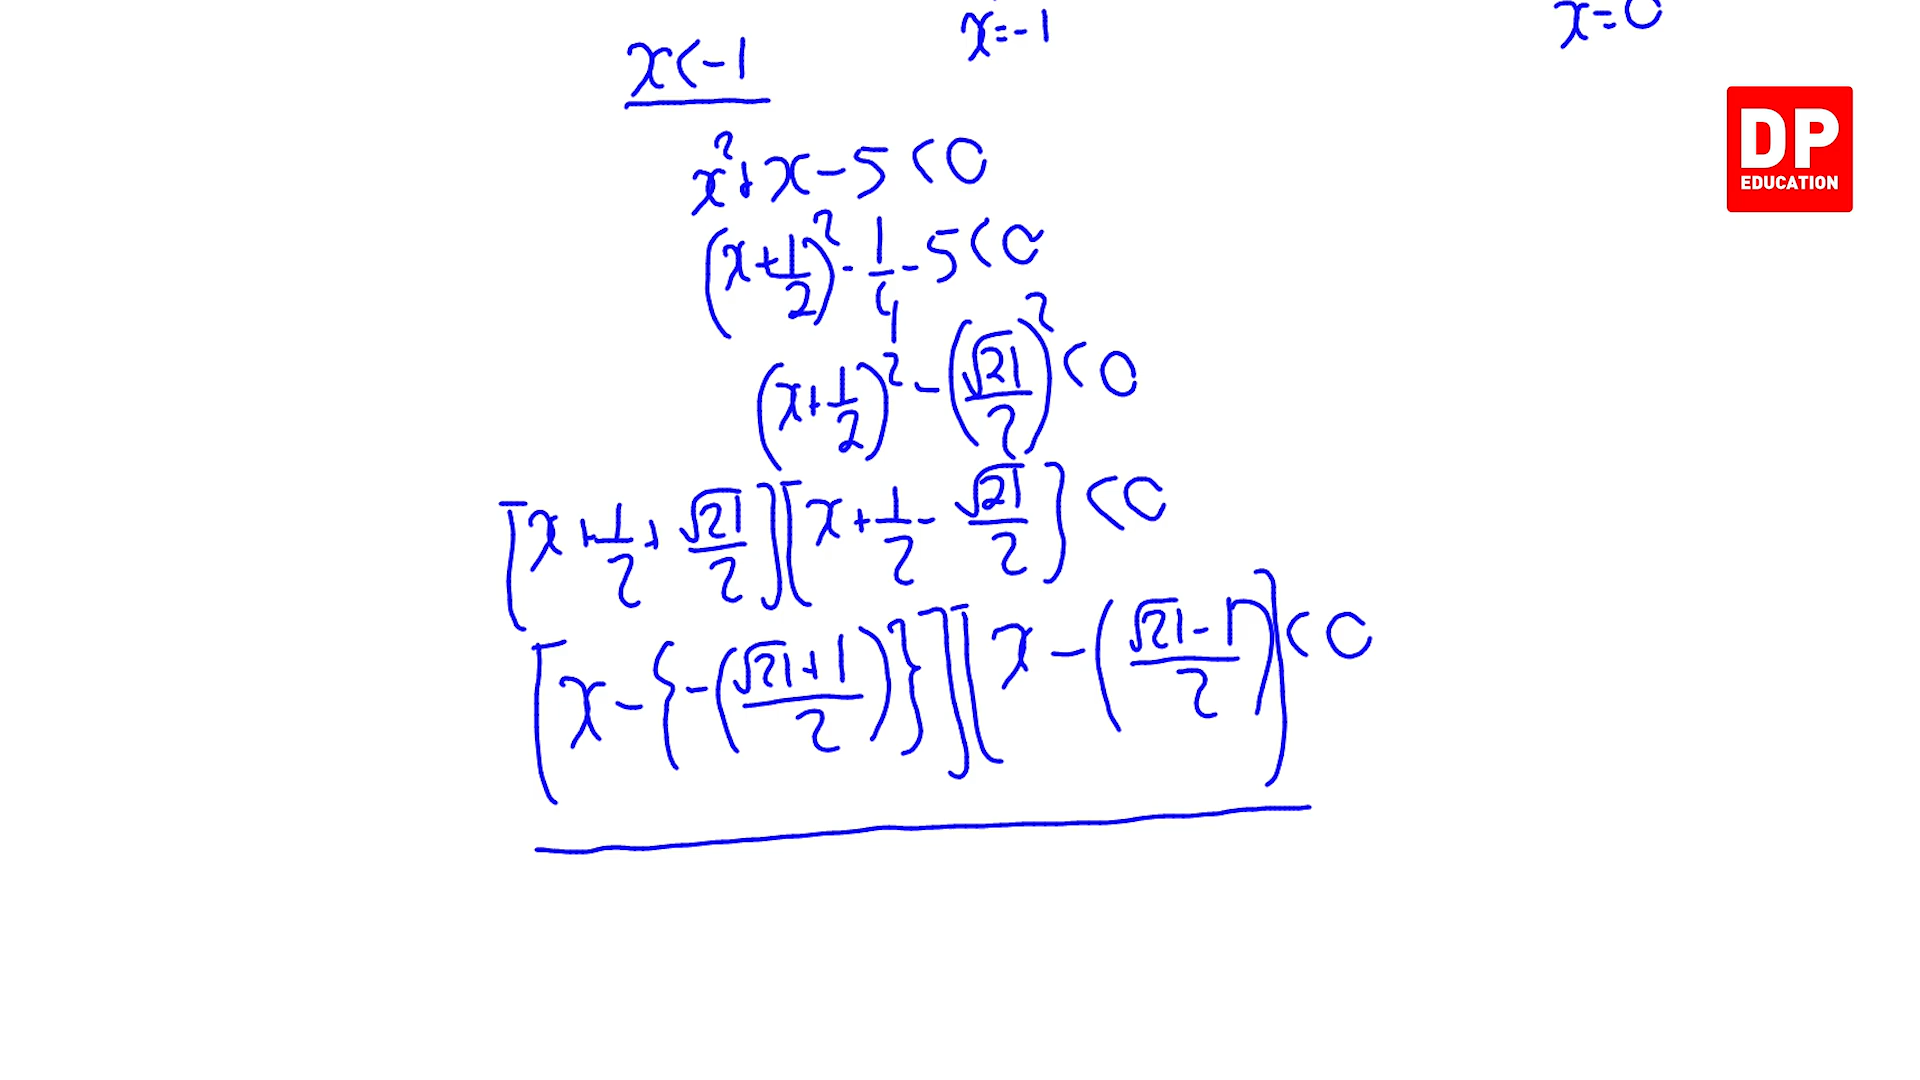 x=-1
x=0
x<-1
DP
EDUCATION
x²+x-5<0
(x+1/2)²-1/4-5<0
(x+1/2)²-(√21/2)²<0
[x+1/2+√21/2][x+1/2-√21/2]<0
[x-{-(√21+1/2)}][x-(√21-1/2)]<0